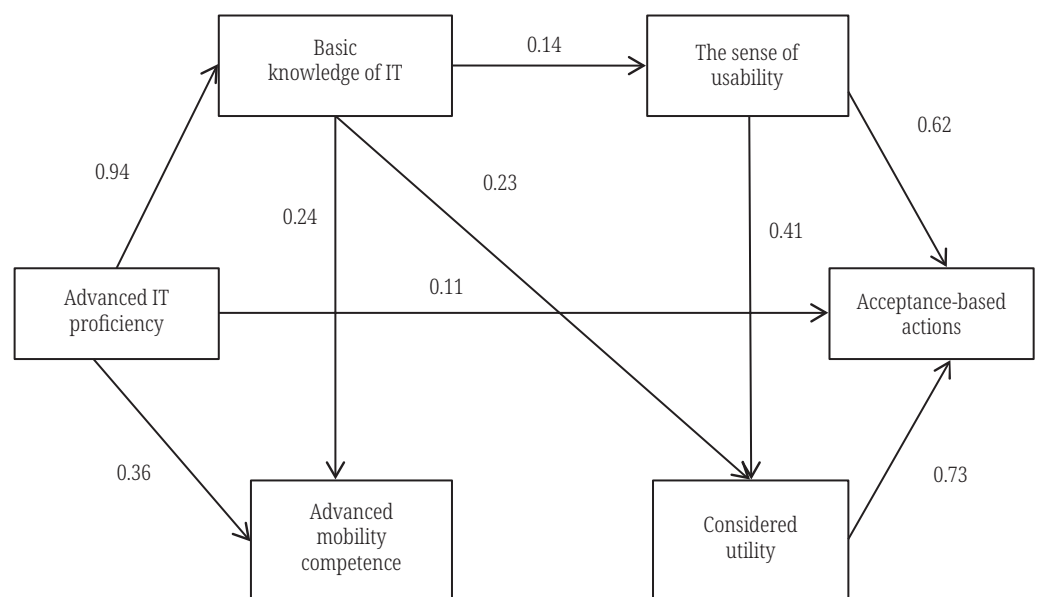 Basic
knowledge of IT
0.14
The sense of
usability
0.62
0.94
0.23
0.24
0.41
Advanced IT
proficiency
0.11
Acceptance-based
actions
0.36
0.73
Advanced
mobility
competence
Considered
utility